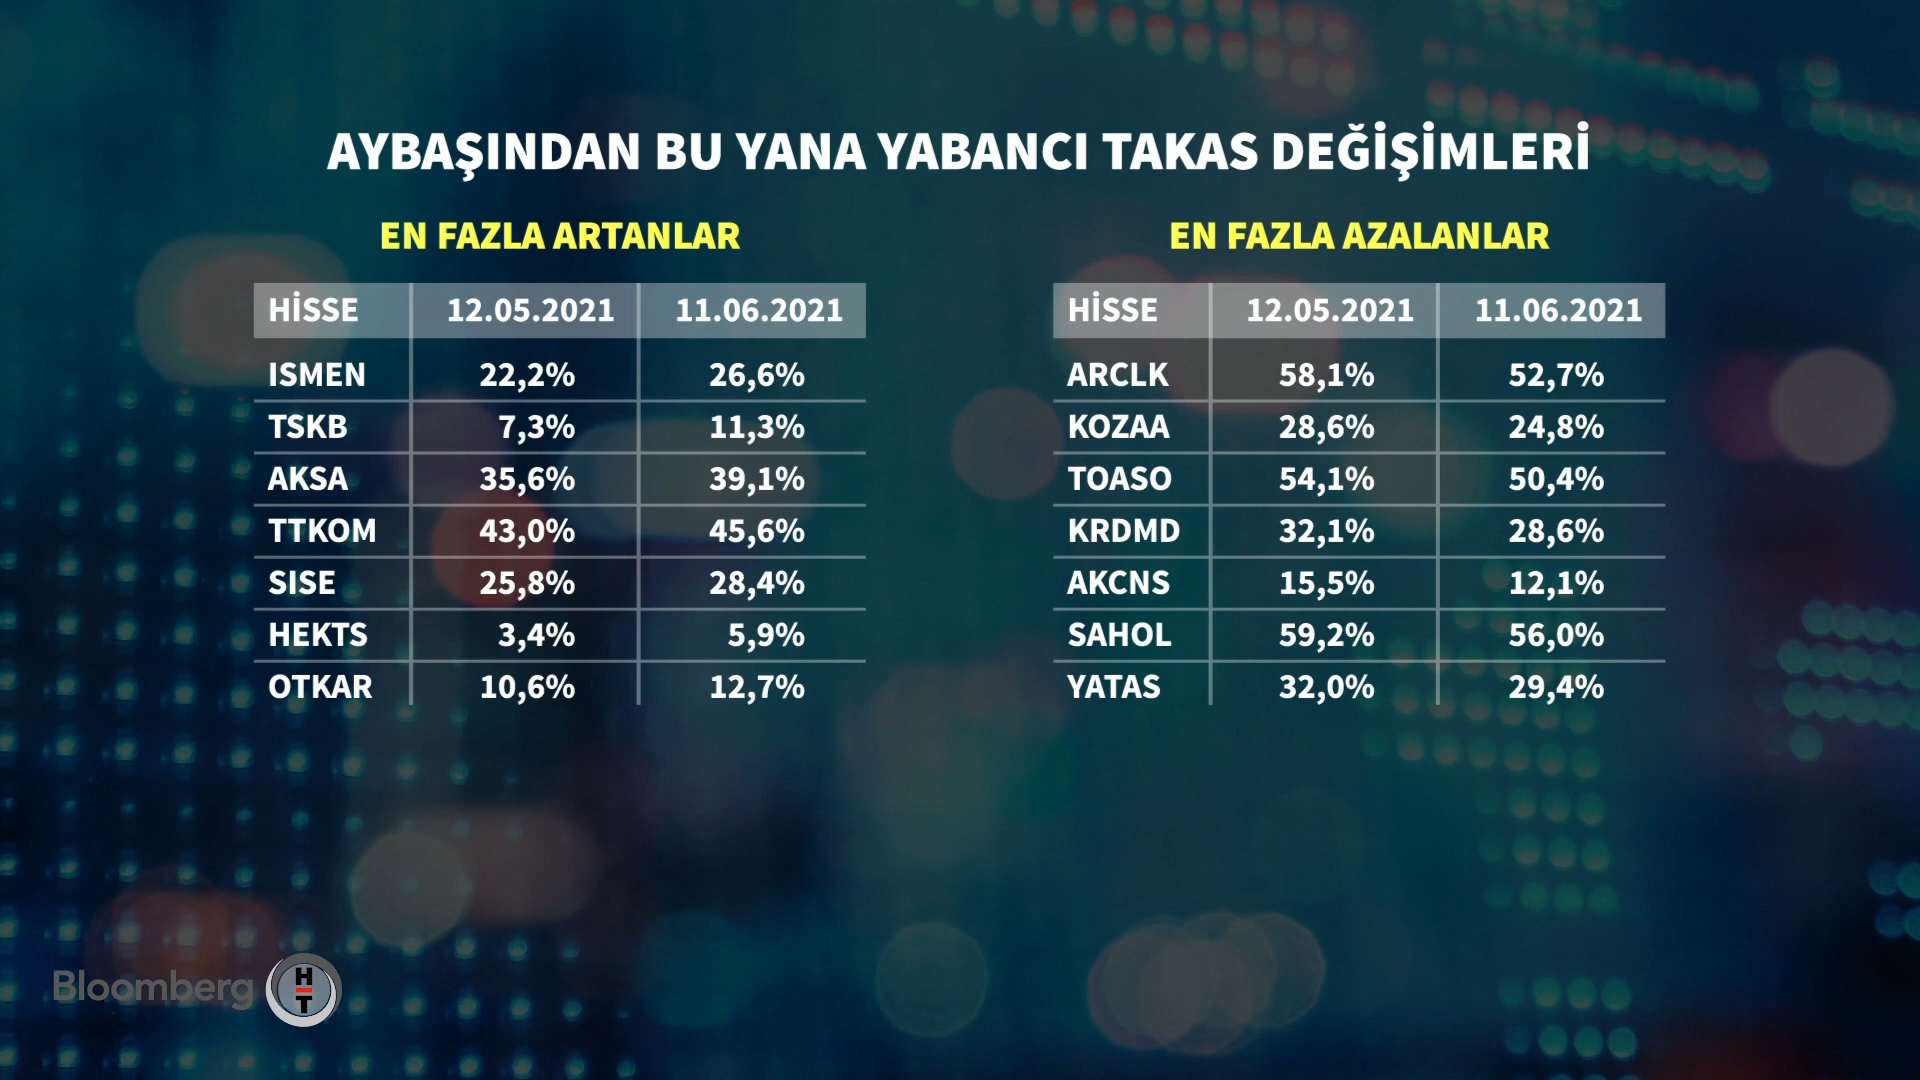 AYBAŞINDAN BU YANA YABANCI TAKAS DEĞİŞİMLERİ
EN FAZLA ARTANLAR
HİSSE 12.05.2021 11.06.2021
ISMEN 22,2% 26,6%
TSKB 7,3% 11,3%
AKSA 35,6% 39,1%
TTKOM 43,0% 45,6%
SISE 25,8% 28,4%
HEKTS 3,4% 5,9%
OTKAR 10,6% 12,7%
EN FAZLA AZALANLAR
HİSSE 12.05.2021 11.06.2021
ARCLK 58,1% 52,7%
KOZAA 28,6% 24,8%
TOASO 54,1% 50,4%
KRDMD 32,1% 28,6%
AKCNS 15,5% 12,1%
SAHOL 59,2% 56,0%
YATAS 32,0% 29,4%
Bloomberg HT